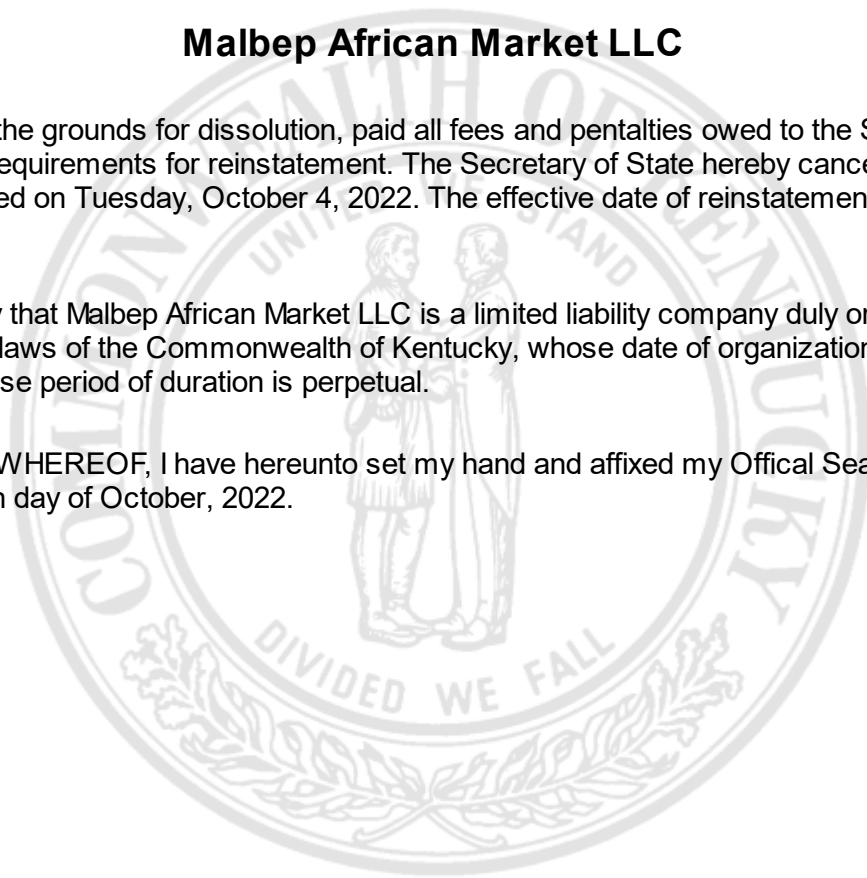 Malbep African Market LLC
the grounds for dissolution, paid all fees and pentalties owed to the S
equirements for reinstatement. The Secretary of State hereby cance
ed on Tuesday, October 4, 2022. The effective date of reinstatemen
y that Malbep African Market LLC is a limited liability company duly or
laws of the Commonwealth of Kentucky, whose date of organization
se period of duration is perpetual.
WHEREOF, I have hereunto set my hand and affixed my Offical Sea
h day of October, 2022.
COMMONWEALTH OF KENTUCKY
UNITED WE STAND
DIVIDED WE FALL